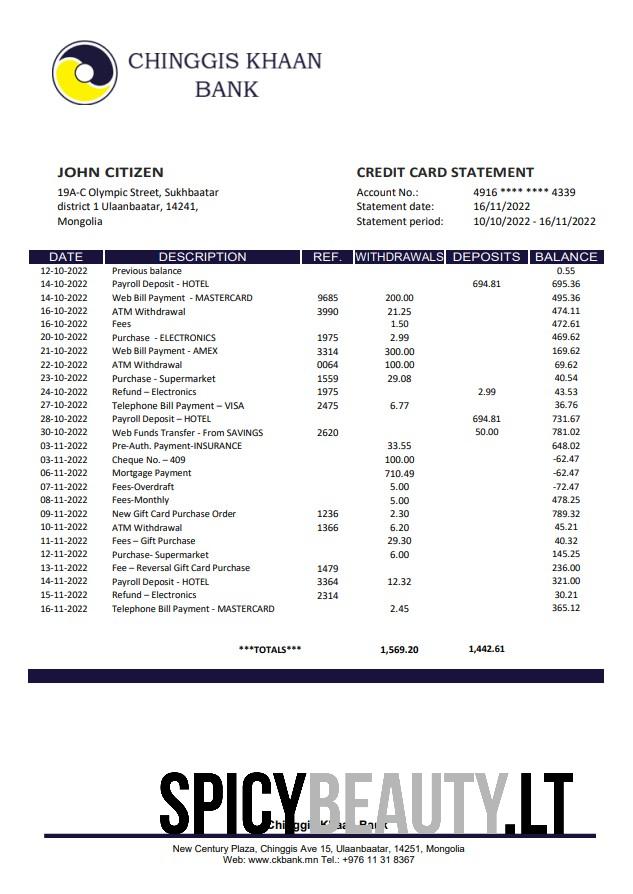 CHINGGIS KHAAN
BANK
JOHN CITIZEN
19A-C Olympic Street, Sukhbaatar
district 1 Ulaanbaatar, 14241,
Mongolia
CREDIT CARD STATEMENT
Account No.: 4916 **** **** 4339
Statement date: 16/11/2022
Statement period: 10/10/2022 - 16/11/2022
DATE DESCRIPTION REF. WITHDRAWALS DEPOSITS BALANCE
12-10-2022 Previous balance 0.55
14-10-2022 Payroll Deposit - HOTEL 694.81 695.36
14-10-2022 Web Bill Payment - MASTERCARD 9685 200.00 495.36
16-10-2022 ATM Withdrawal 3990 21.25 474.11
16-10-2022 Fees 1.50 472.61
20-10-2022 Purchase - ELECTRONICS 1975 2.99 469.62
21-10-2022 Web Bill Payment - AMEX 3314 300.00 169.62
22-10-2022 ATM Withdrawal 0064 100.00 69.62
23-10-2022 Purchase - Supermarket 1559 29.08 40.54
24-10-2022 Refund – Electronics 1975 2.99 43.53
27-10-2022 Telephone Bill Payment – VISA 2475 6.77 36.76
28-10-2022 Payroll Deposit – HOTEL 694.81 731.67
30-10-2022 Web Funds Transfer - From SAVINGS 2620 50.00 781.02
03-11-2022 Pre-Auth. Payment-INSURANCE 33.55 648.02
03-11-2022 Cheque No. – 409 100.00 -62.47
06-11-2022 Mortgage Payment 710.49 -62.47
07-11-2022 Fees-Overdraft 5.00 -72.47
08-11-2022 Fees-Monthly 5.00 478.25
09-11-2022 New Gift Card Purchase Order 1236 2.30 789.32
10-11-2022 ATM Withdrawal 1366 6.20 45.21
11-11-2022 Fees – Gift Purchase 29.30 40.32
12-11-2022 Purchase- Supermarket 6.00 145.25
13-11-2022 Fee – Reversal Gift Card Purchase 1479 236.00
14-11-2022 Payroll Deposit - HOTEL 3364 12.32 321.00
15-11-2022 Refund – Electronics 2314 30.21
16-11-2022 Telephone Bill Payment - MASTERCARD 2.45 365.12
***TOTALS*** 1,569.20 1,442.61
SPICYBEAUTY.LT
Chinggis Khaan Bank
New Century Plaza, Chinggis Ave 15, Ulaanbaatar, 14251, Mongolia
Web: www.ckbank.mn Tel.: +976 11 31 8367